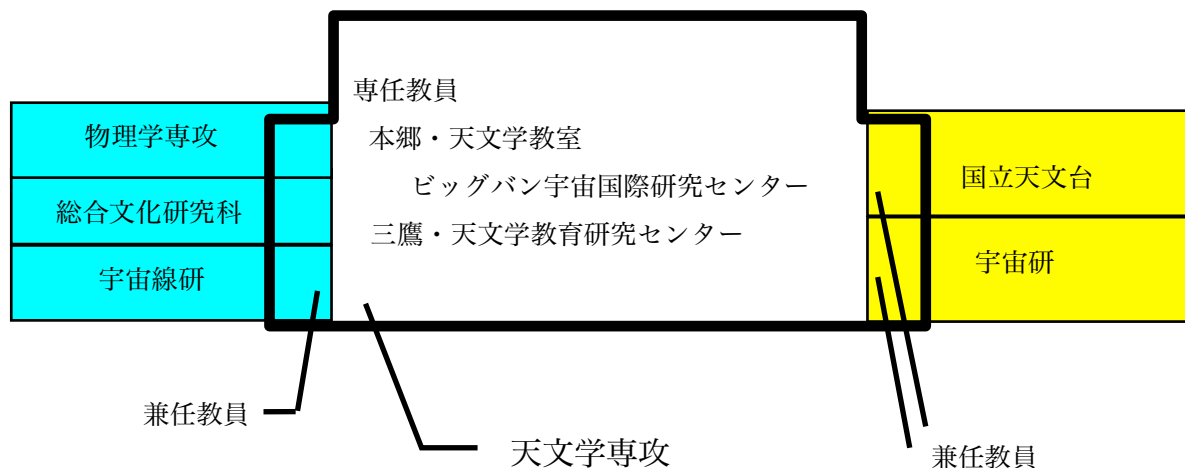 専任教員
本郷・天文学教室
ビッグバン宇宙国際研究センター
三鷹・天文学教育研究センター
物理学専攻
総合文化研究科
宇宙線研
国立天文台
宇宙研
兼任教員
天文学専攻
兼任教員